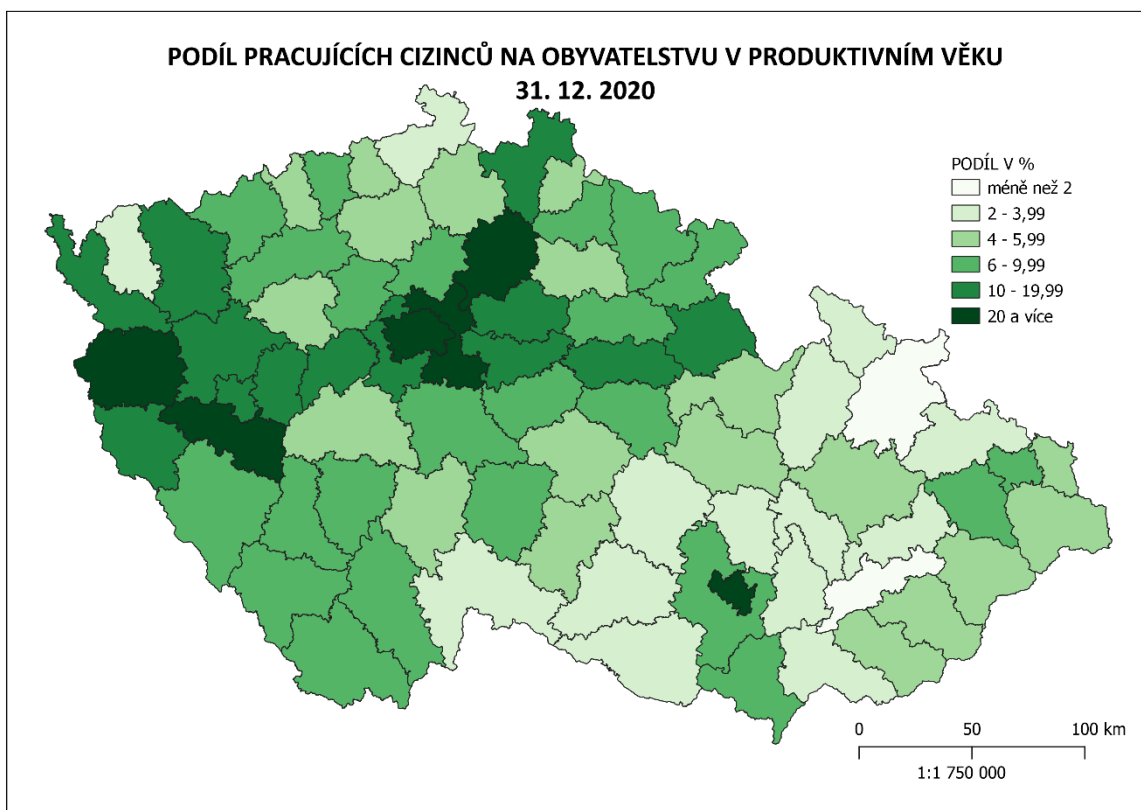 PODÍL PRACUJÍCÍCH CIZINCŮ NA OBYVATELSTVU V PRODUKTIVNÍM VĚKU
31. 12. 2020
PODÍL V %
méně než 2
2 - 3,99
4 - 5,99
6 - 9,99
10 - 19,99
20 a více
0 50 100 km
1:1 750 000